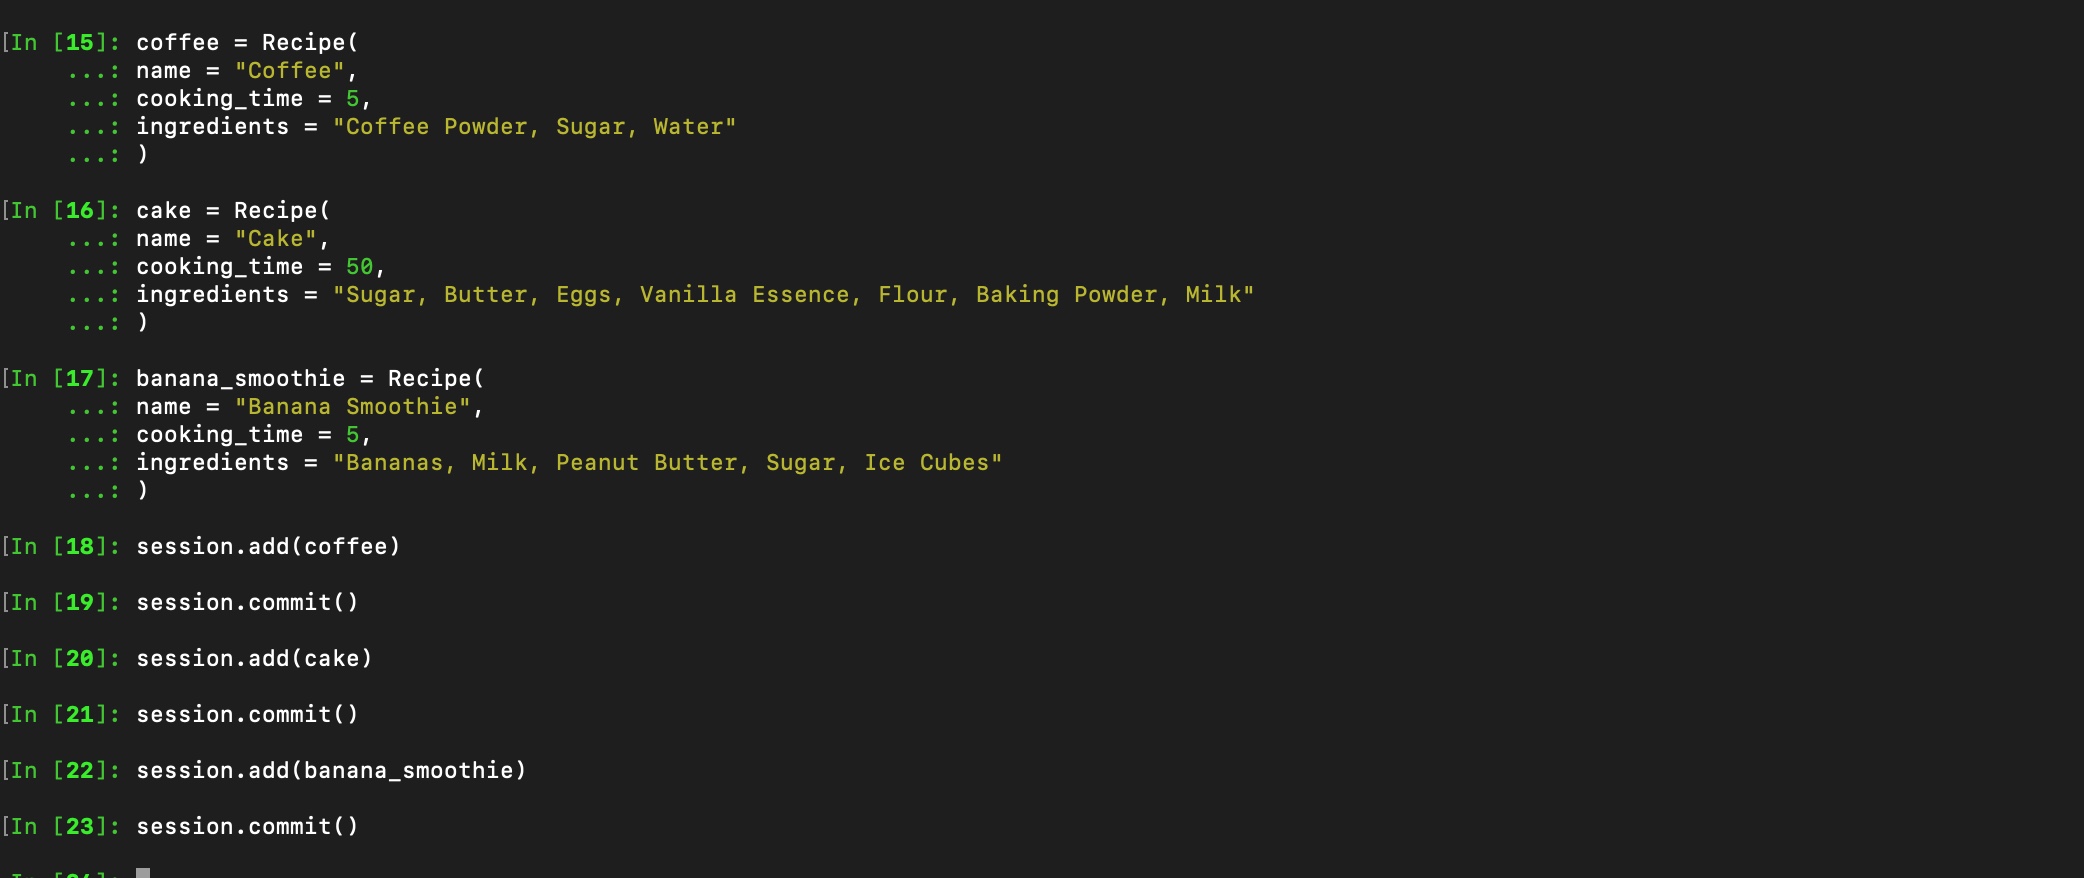 [In [15]: coffee = Recipe(
...: name = "Coffee",
...: cooking_time = 5,
...: ingredients = "Coffee Powder, Sugar, Water"
...: )
[In [16]: cake = Recipe(
...: name = "Cake",
...: cooking_time = 50,
...: ingredients = "Sugar, Butter, Eggs, Vanilla Essence, Flour, Baking Powder, Milk"
...: )
[In [17]: banana_smoothie = Recipe(
...: name = "Banana Smoothie",
...: cooking_time = 5,
...: ingredients = "Bananas, Milk, Peanut Butter, Sugar, Ice Cubes"
...: )
[In [18]: session.add(coffee)
[In [19]: session.commit()
[In [20]: session.add(cake)
[In [21]: session.commit()
[In [22]: session.add(banana_smoothie)
[In [23]: session.commit()